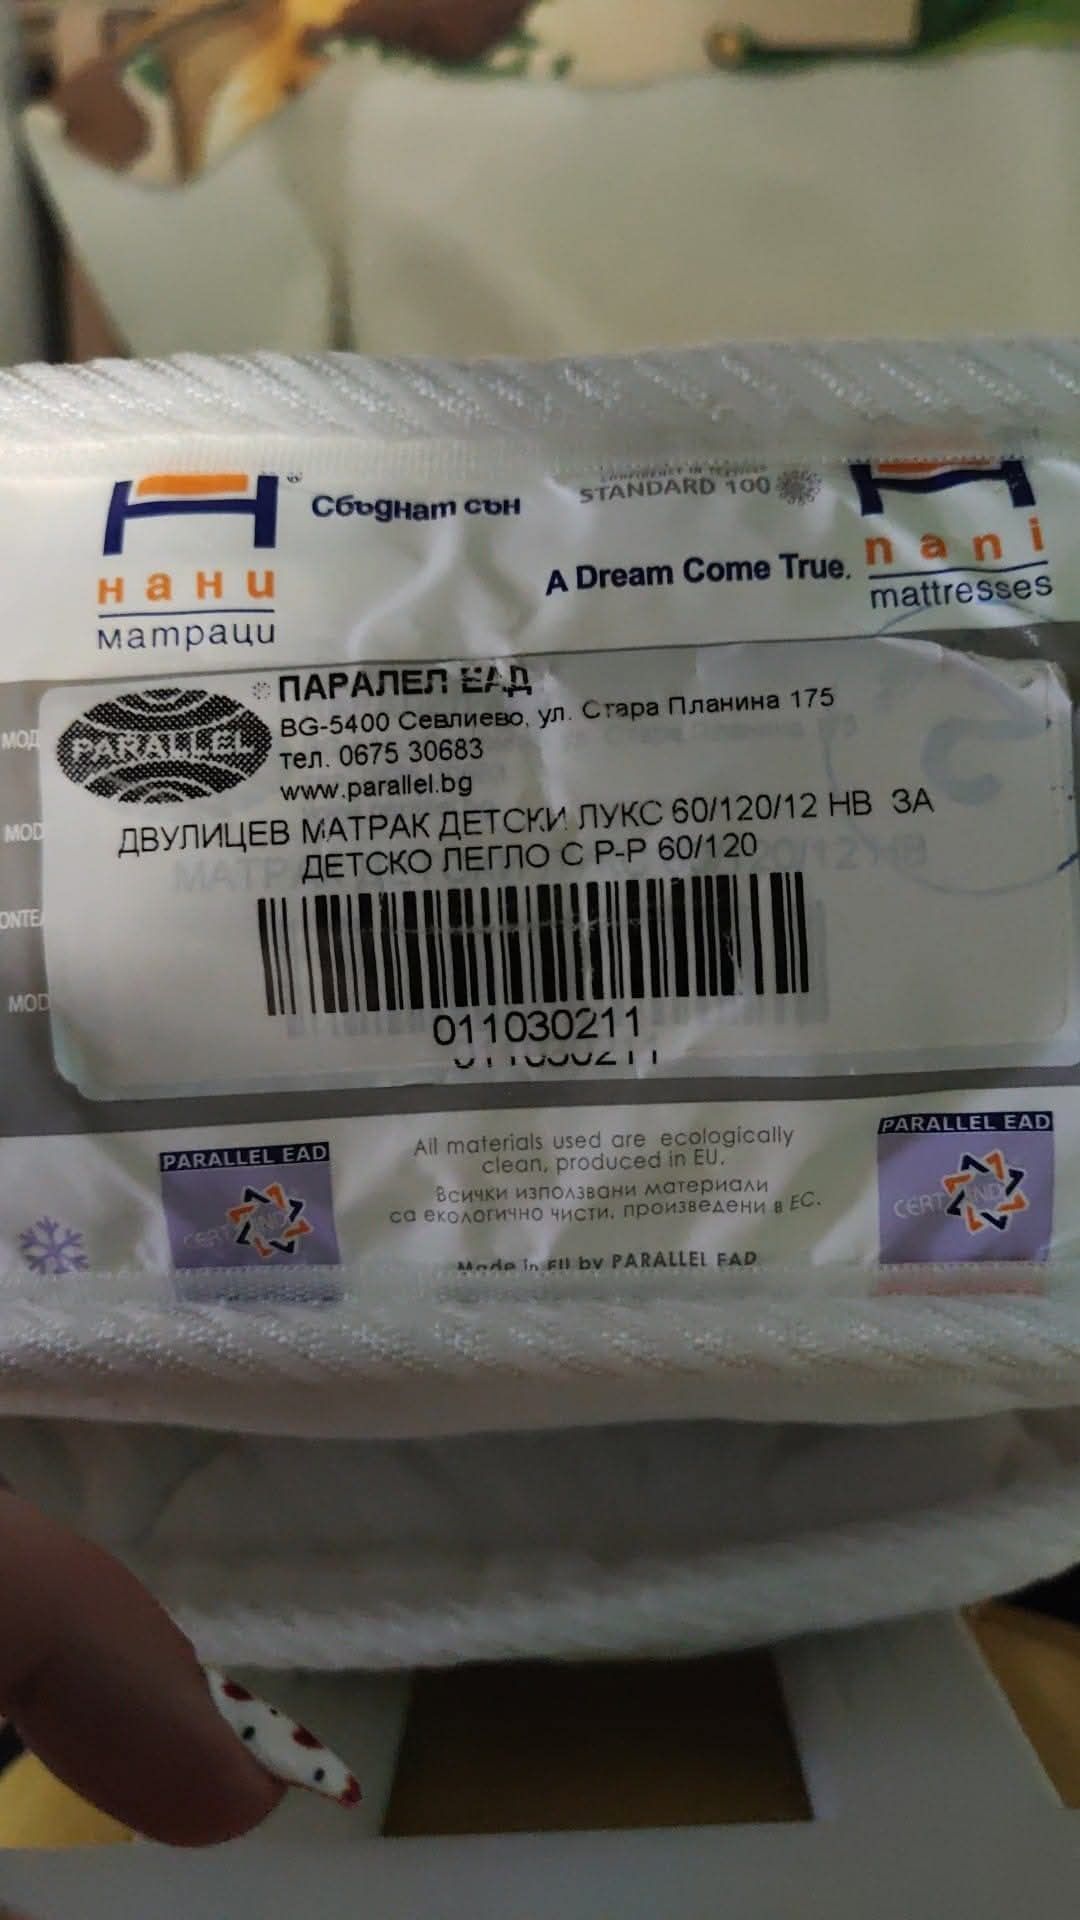 нани
матраци
Сбъднат сън
STANDARD 100
A Dream Come True.
nani
mattresses
PARALLEL
ПАРАЛЕЛ ЕАД
BG-5400 Севлиево, ул. Стара Планина 175
тел. 0675 30683
www.parallel.bg
ДВУЛИЦЕВ МАТРАК ДЕТСКИ ЛУКС 60/120/12 НВ ЗА
ДЕТСКО ЛЕГЛО С Р-Р 60/120
011030211
011030211
PARALLEL EAD
All materials used are ecologically
clean, produced in EU.
Всички използвани материали
са екологично чисти, произведени в ЕС.
Made in EU by PARALLEL EAD
PARALLEL EAD